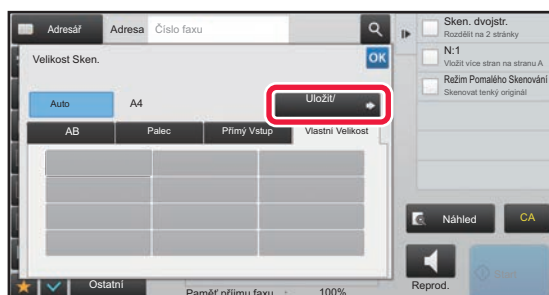 Adresář
Adresa
Číslo faxu
Sken. dvojstr.
Rozdělit na 2 stránky
Velikost Sken.
OK
N:1
Vložit více stran na stranu A
Režim Pomalého Skenování
Skenovat tenký originál
Auto
A4
Uložit/
AB
Palec
Přímý Vstup
Vlastní Velikost
Náhled
CA
Ostatní
Paměť příjmu faxu : 100%
Reprod.
Start